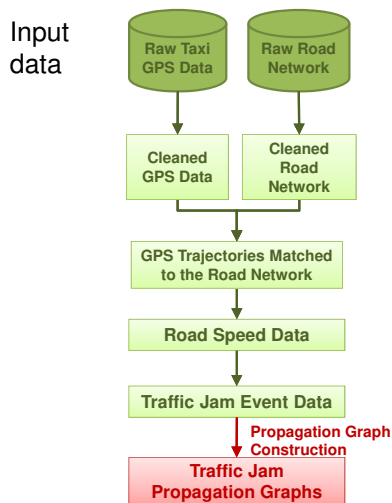 Input
data
Raw Taxi
GPS Data
Raw Road
Network
Cleaned
GPS Data
Cleaned
Road
Network
GPS Trajectories Matched
to the Road Network
Road Speed Data
Traffic Jam Event Data
Propagation Graph
Construction
Traffic Jam
Propagation Graphs